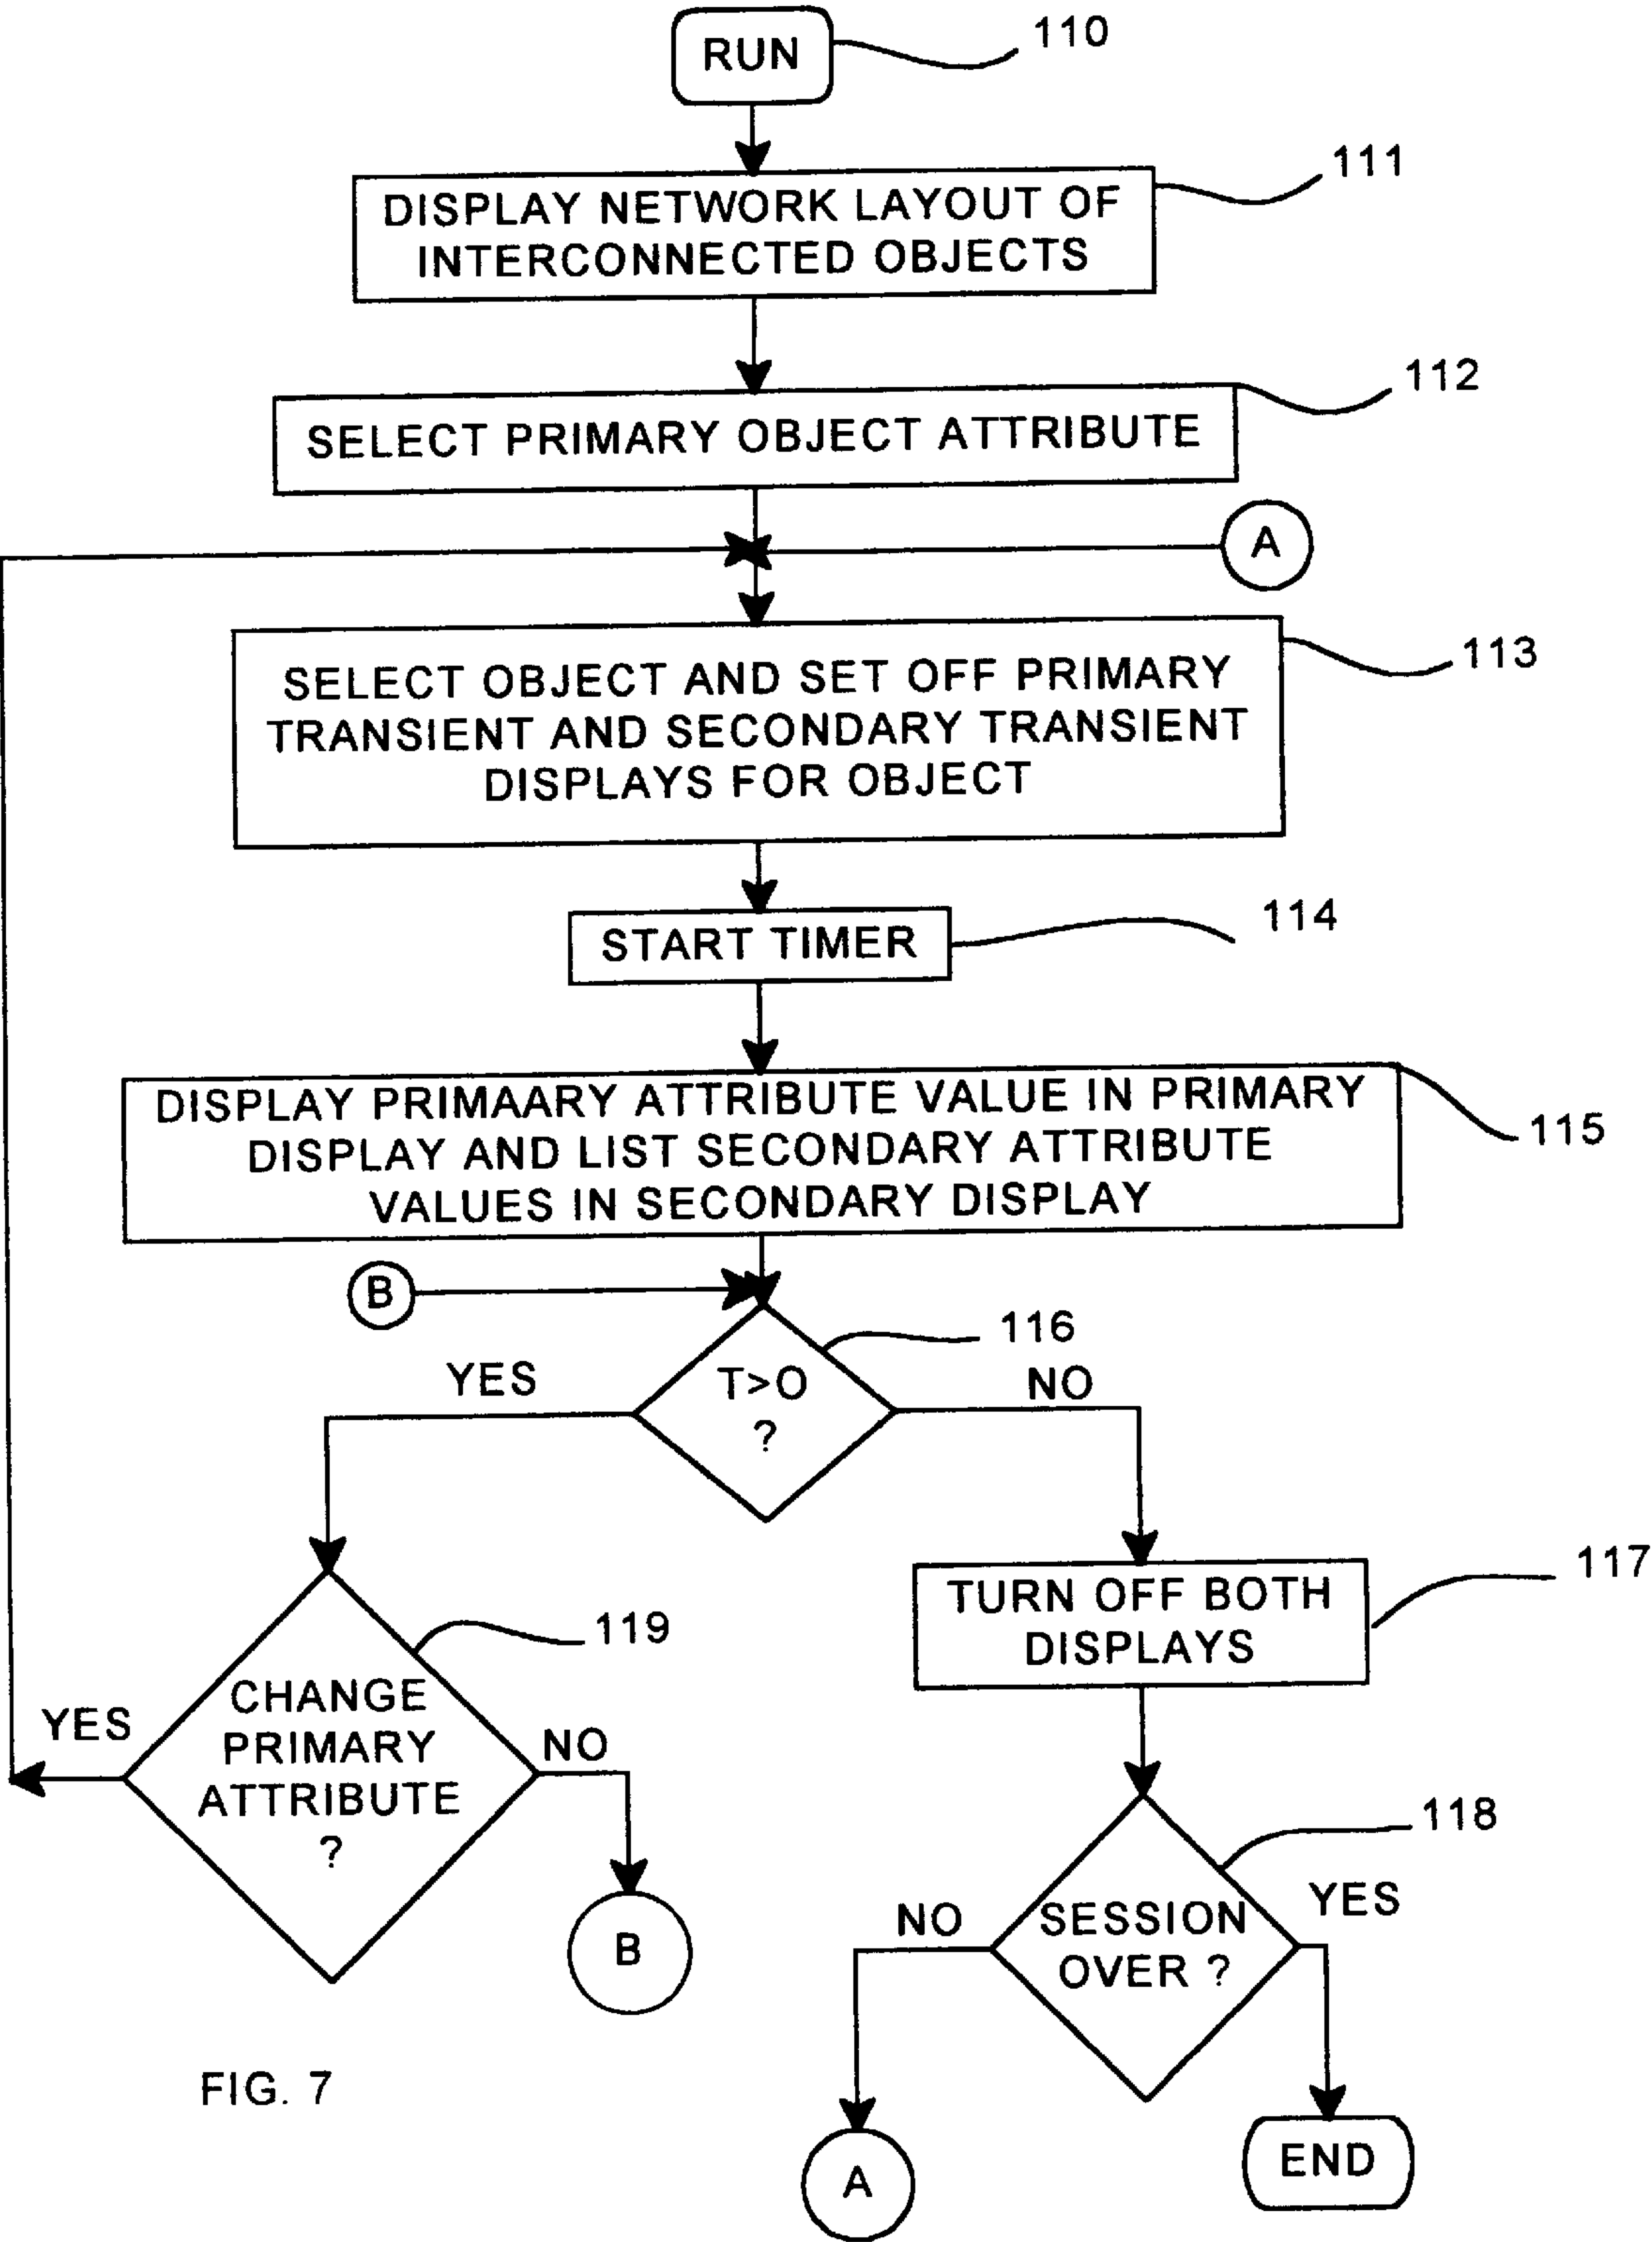 RUN
110
DISPLAY NETWORK LAYOUT OF
INTERCONNECTED OBJECTS
111
SELECT PRIMARY OBJECT ATTRIBUTE
112
A
SELECT OBJECT AND SET OFF PRIMARY
TRANSIENT AND SECONDARY TRANSIENT
DISPLAYS FOR OBJECT
113
START TIMER
114
DISPLAY PRIMAARY ATTRIBUTE VALUE IN PRIMARY
DISPLAY AND LIST SECONDARY ATTRIBUTE
VALUES IN SECONDARY DISPLAY
115
B
116
YES
T>O
?
NO
117
TURN OFF BOTH
DISPLAYS
119
CHANGE
PRIMARY
ATTRIBUTE
?
YES
NO
B
118
SESSION
OVER ?
NO
YES
A
END
FIG. 7